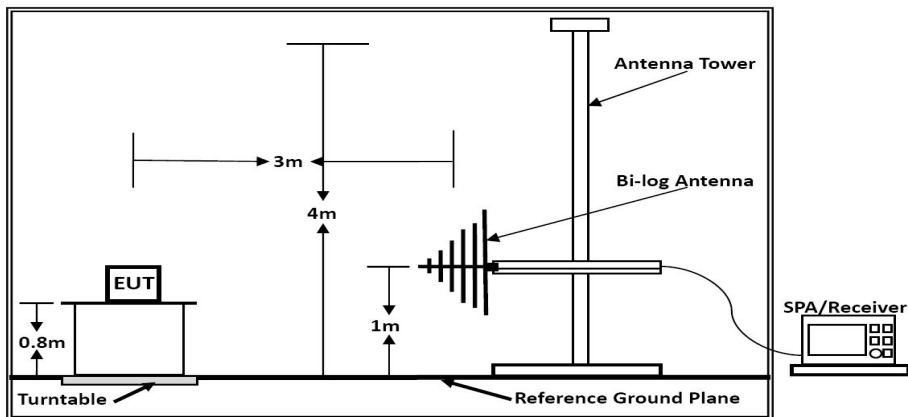 Antenna Tower
3m
Bi-log Antenna
4m
EUT
SPA/Receiver
0.8m
1m
Turntable
Reference Ground Plane